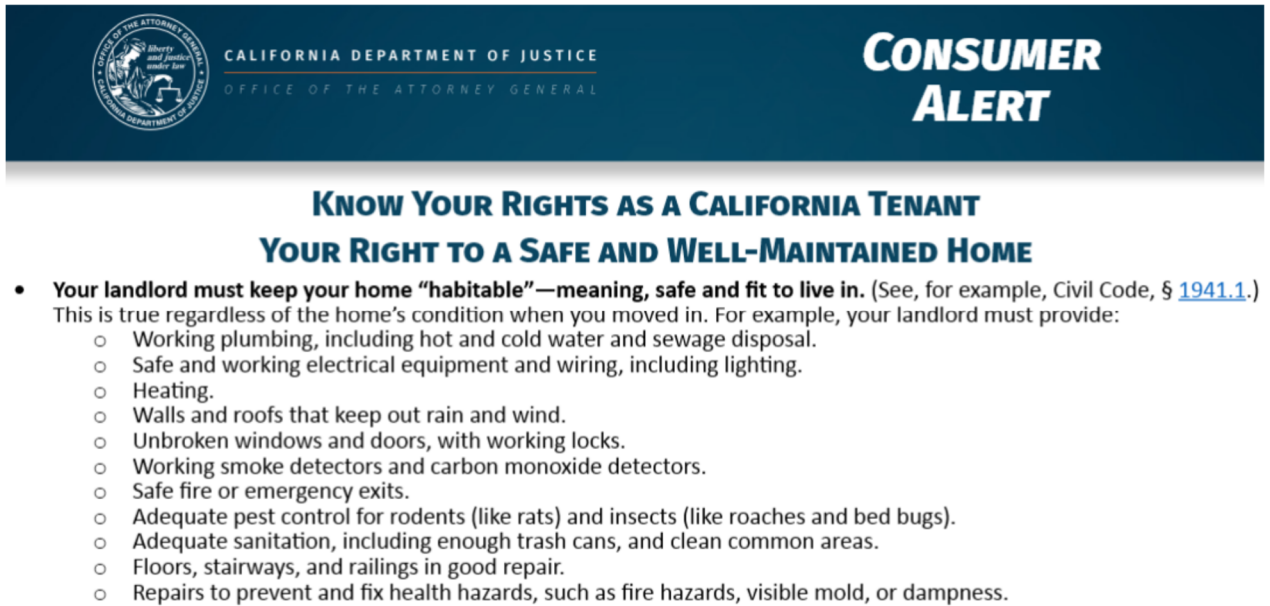 OFFICE OF THE ATTORNEY GENERAL
liberty
and justice
under law
CALIFORNIA DEPARTMENT OF JUSTICE
CALIFORNIA DEPARTMENT OF JUSTICE
OFFICE OF THE ATTORNEY GENERAL
CONSUMER
ALERT
KNOW YOUR RIGHTS AS A CALIFORNIA TENANT
YOUR RIGHT TO A SAFE AND WELL-MAINTAINED HOME
• Your landlord must keep your home “habitable”—meaning, safe and fit to live in. (See, for example, Civil Code, § 1941.1.)
This is true regardless of the home’s condition when you moved in. For example, your landlord must provide:
o Working plumbing, including hot and cold water and sewage disposal.
o Safe and working electrical equipment and wiring, including lighting.
o Heating.
o Walls and roofs that keep out rain and wind.
o Unbroken windows and doors, with working locks.
o Working smoke detectors and carbon monoxide detectors.
o Safe fire or emergency exits.
o Adequate pest control for rodents (like rats) and insects (like roaches and bed bugs).
o Adequate sanitation, including enough trash cans, and clean common areas.
o Floors, stairways, and railings in good repair.
o Repairs to prevent and fix health hazards, such as fire hazards, visible mold, or dampness.